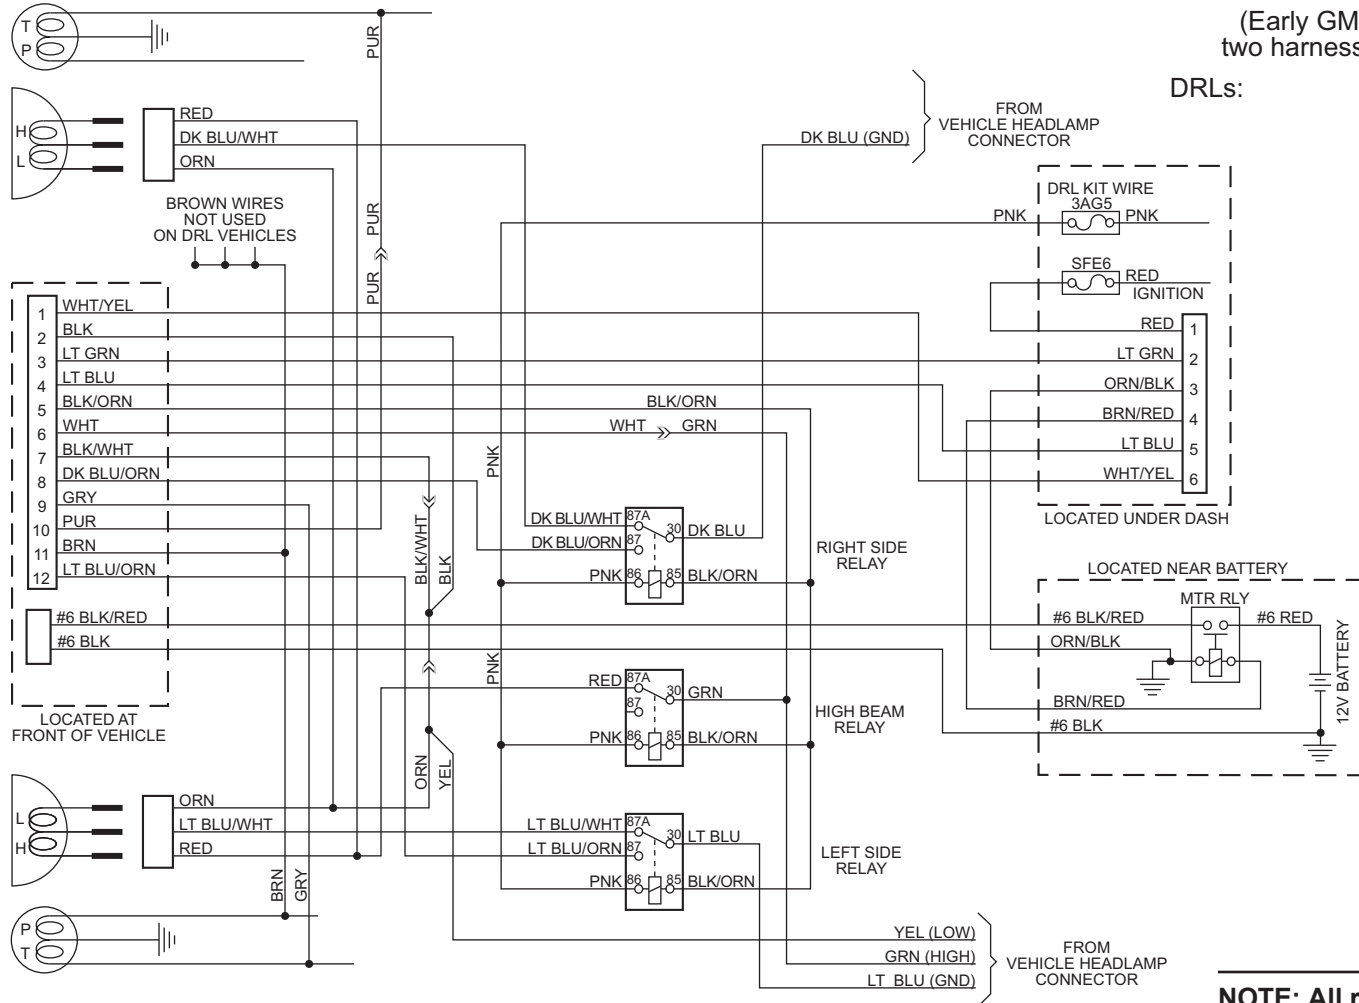 (Early GM
two harness
DRLs:
T
P
PUR
H
L
RED
DK BLU/WHT
ORN
BROWN WIRES
NOT USED
ON DRL VEHICLES
PUR
PUR
DK BLU (GND)
FROM
VEHICLE HEADLAMP
CONNECTOR
DRL KIT WIRE
3AG5
PNK
PNK
SFE6
RED
IGNITION
RED 1
LT GRN 2
ORN/BLK 3
BRN/RED 4
LT BLU 5
WHT/YEL 6
LOCATED UNDER DASH
1 WHT/YEL
2 BLK
3 LT GRN
4 LT BLU
5 BLK/ORN
BLK/ORN
6 WHT
WHT
GRN
7 BLK/WHT
8 DK BLU/ORN
9 GRY
10 PUR
11 BRN
12 LT BLU/ORN
#6 BLK/RED
#6 BLK
LOCATED AT
FRONT OF VEHICLE
PNK
BLK/WHT
BLK
DK BLU/WHT 87A
30 DK BLU
DK BLU/ORN 87
PNK 86
85 BLK/ORN
RIGHT SIDE
RELAY
PNK
RED 87A
30 GRN
87
PNK 86
85 BLK/ORN
HIGH BEAM
RELAY
ORN
YEL
LT BLU/WHT 87A
30 LT BLU
LT BLU/ORN 87
PNK 86
85 BLK/ORN
LEFT SIDE
RELAY
LOCATED NEAR BATTERY
MTR RLY
#6 BLK/RED
#6 RED
ORN/BLK
BRN/RED
#6 BLK
12V BATTERY
L
H
ORN
LT BLU/WHT
RED
BRN
GRY
P
T
YEL (LOW)
GRN (HIGH)
LT BLU (GND)
FROM
VEHICLE HEADLAMP
CONNECTOR
NOTE: All r